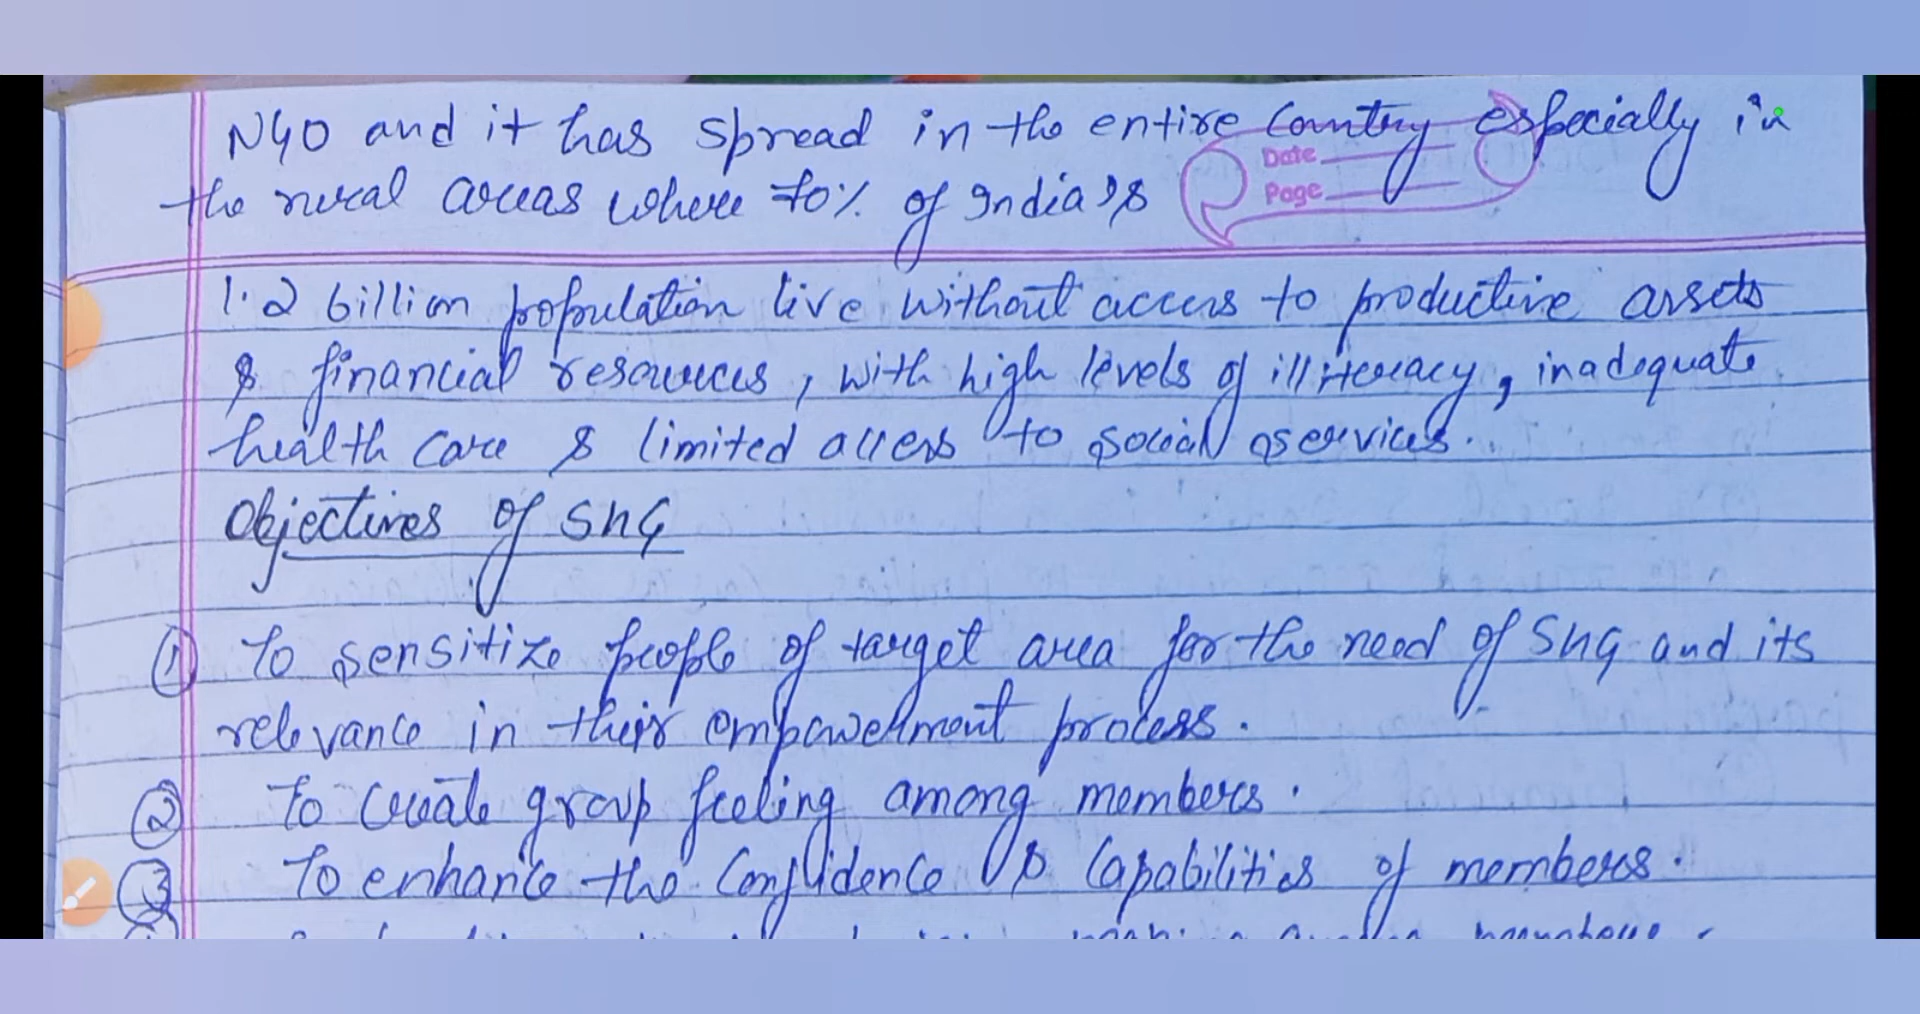 NGO and it has spread in the entire Country especially in
Date
Page
the rural areas where 70% of India's
1.2 billion population live without access to productive assets
& financial resources, with high levels of illiteracy, inadequate
health care & limited access to social services.
Objectives of SHG
① To sensitize people of target area for the need of SHG and its
relevance in their empowerment process.
② To create group feeling among members.
③ To enhance the Confidence & Capabilities of members.